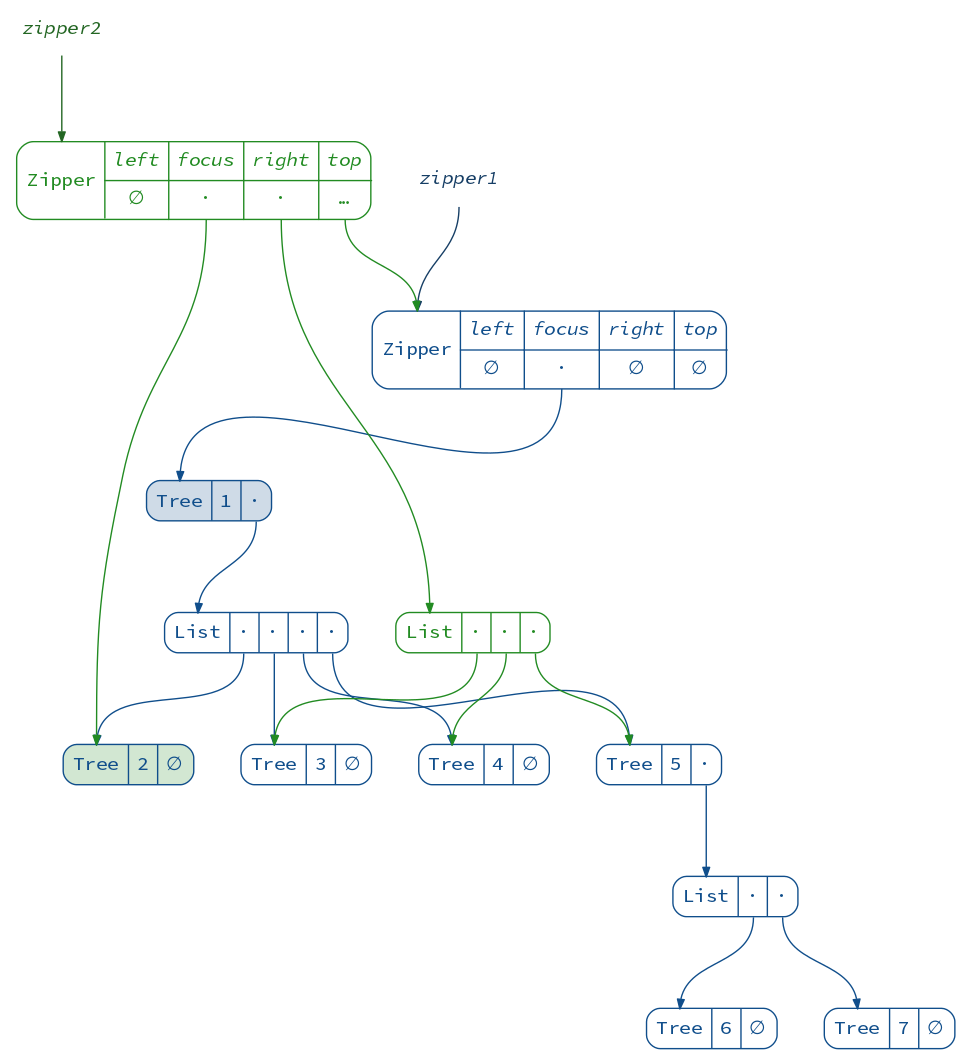 zipper2
Zipper left focus right top
∅ · · …
zipper1
Zipper left focus right top
∅ · ∅ ∅
Tree 1 ·
List · · · ·
List · · ·
Tree 2 ∅
Tree 3 ∅
Tree 4 ∅
Tree 5 ·
List · ·
Tree 6 ∅
Tree 7 ∅